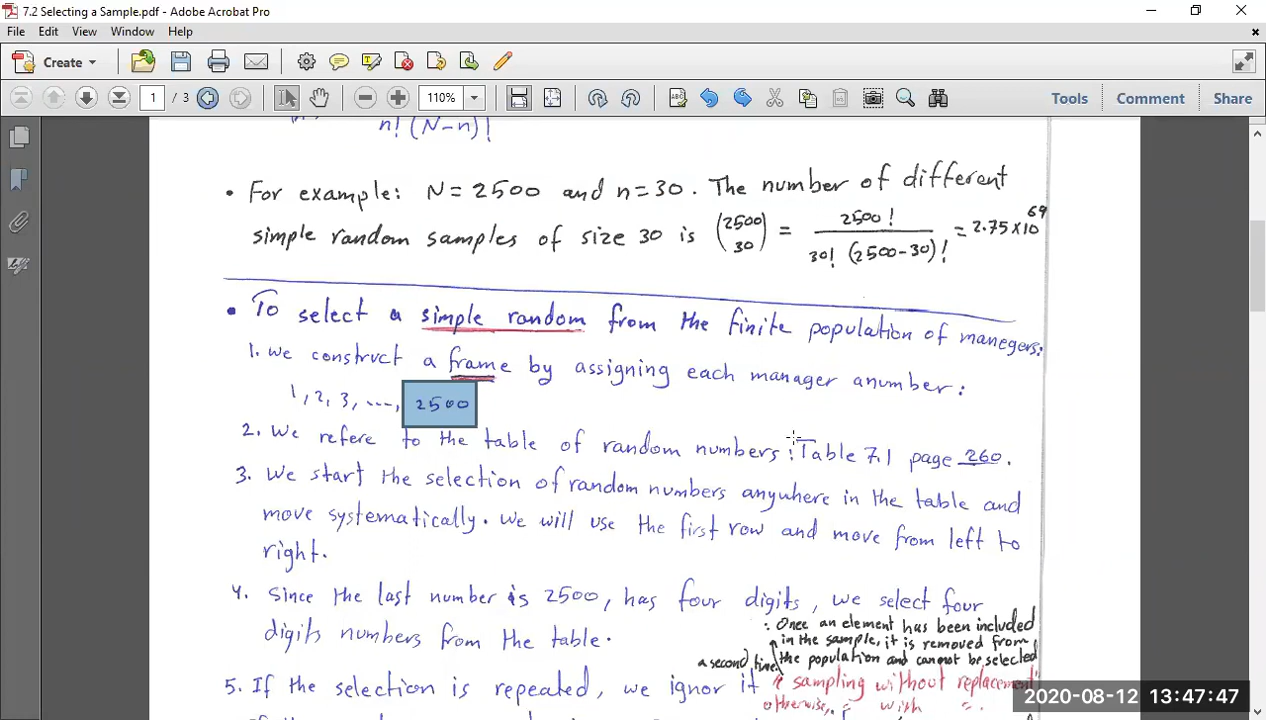 7.2 Selecting a Sample.pdf - Adobe Acrobat Pro
File Edit View Window Help
Create
1 / 3 110% Tools Comment Share
n! (N-n)!
• For example: N = 2500 and n = 30. The number of different
simple random samples of size 30 is (2500 30) = 2500! / 30! (2500-30)! = 2.75 x 10^69
• To select a simple random from the finite population of manegers:
1. we construct a frame by assigning each manager anumber:
1, 2, 3, ...., 2500
2. We refere to the table of random numbers : Table 7.1 page 260.
3. We start the selection of random numbers anywhere in the table and
move systematically. We will use the first row and move from left to
right.
4. Since the last number is 2500, has four digits, we select four
digits numbers from the table.
: Once an element has been included
in the sample, it is removed from
the population and cannot be selected
a second time.
5. If the selection is repeated, we ignor it
sampling without replacement
otherwise, = with =.
2020-08-12 13:47:47